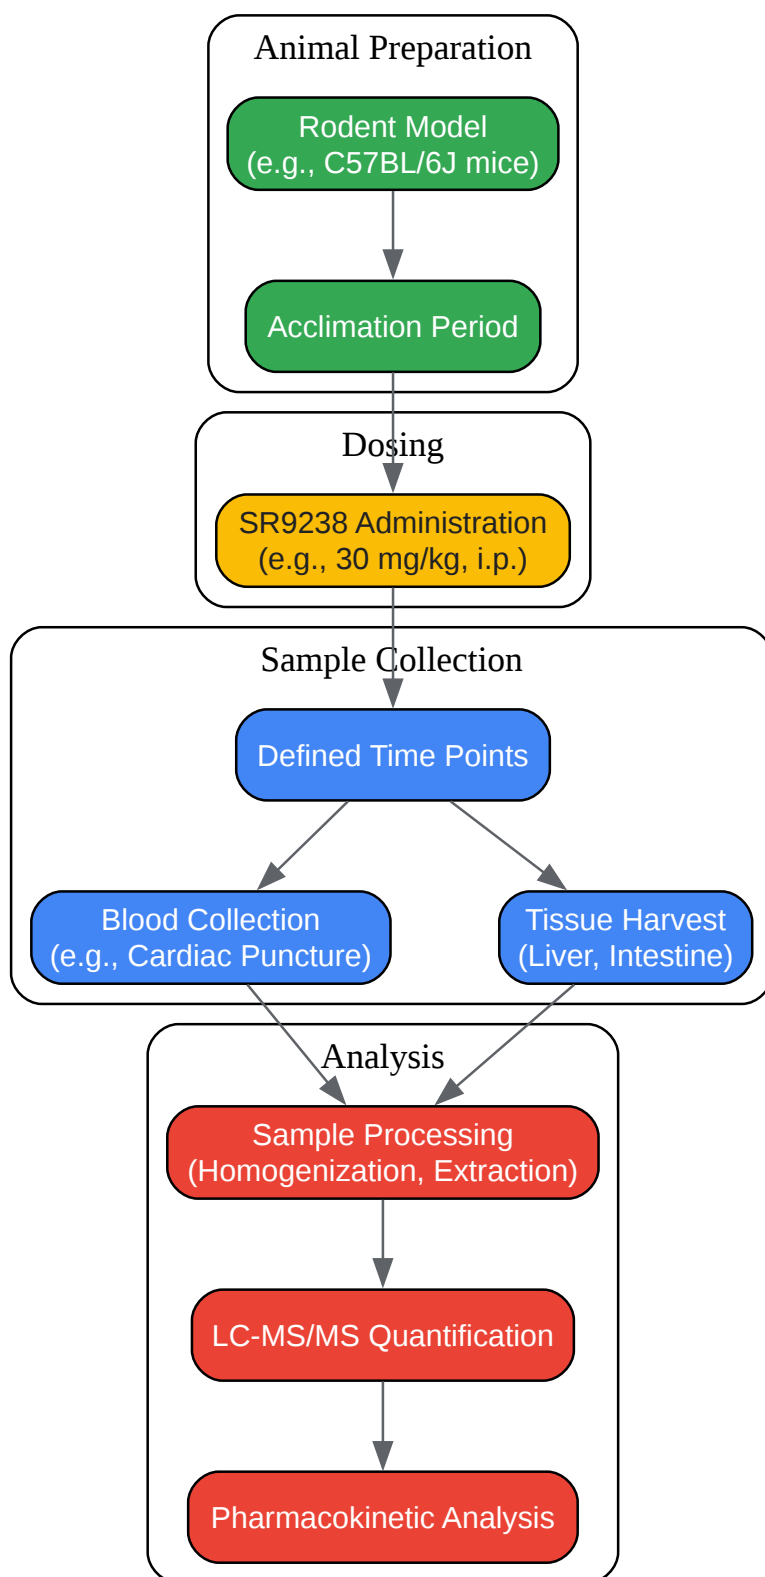 Animal Preparation
Rodent Model
(e.g., C57BL/6J mice)
Acclimation Period
Dosing
SR9238 Administration
(e.g., 30 mg/kg, i.p.)
Sample Collection
Defined Time Points
Blood Collection
(e.g., Cardiac Puncture)
Tissue Harvest
(Liver, Intestine)
Analysis
Sample Processing
(Homogenization, Extraction)
LC-MS/MS Quantification
Pharmacokinetic Analysis